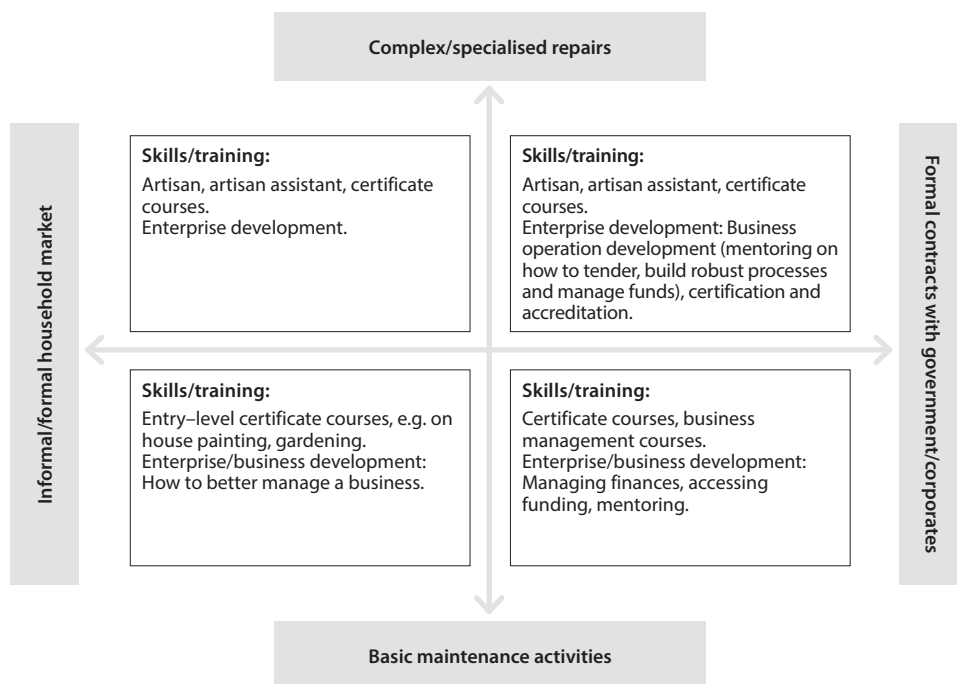 Complex/specialised repairs
Informal/formal household market
Skills/training:
Artisan, artisan assistant, certificate
courses.
Enterprise development.
Skills/training:
Artisan, artisan assistant, certificate
courses.
Enterprise development: Business
operation development (mentoring on
how to tender, build robust processes
and manage funds), certification and
accreditation.
Formal contracts with government/corporates
Skills/training:
Entry–level certificate courses, e.g. on
house painting, gardening.
Enterprise/business development:
How to better manage a business.
Skills/training:
Certificate courses, business
management courses.
Enterprise/business development:
Managing finances, accessing
funding, mentoring.
Basic maintenance activities